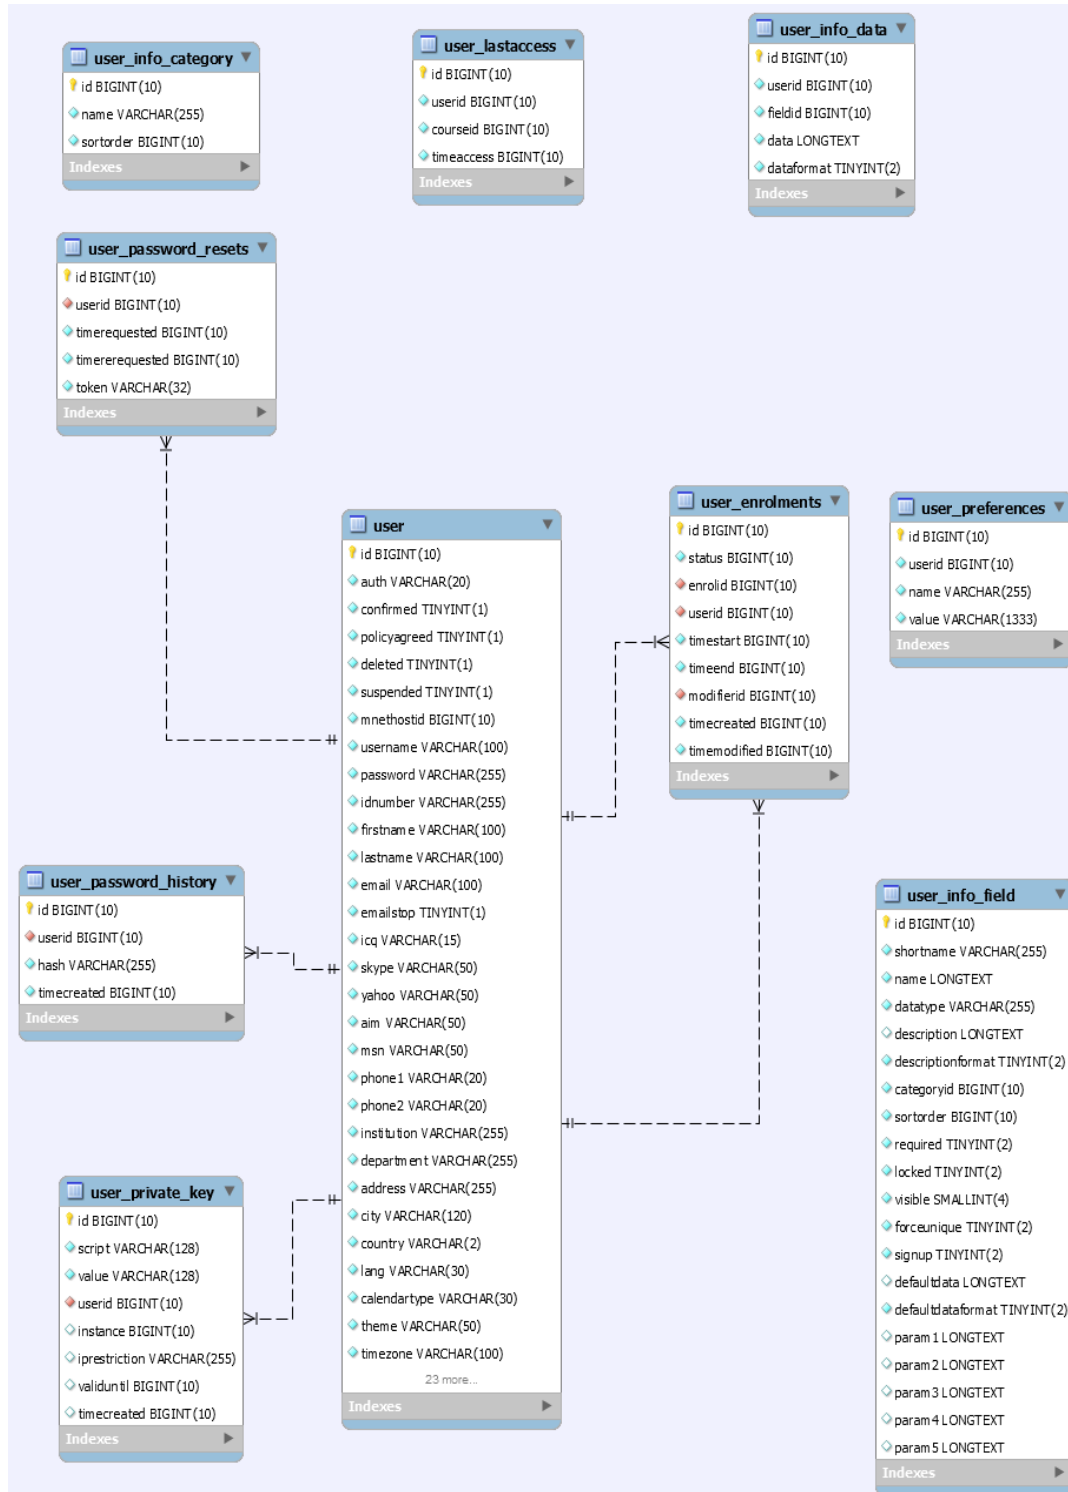 user_info_category
id BIGINT(10)
name VARCHAR(255)
sortorder BIGINT(10)
Indexes
user_lastaccess
id BIGINT(10)
userid BIGINT(10)
courseid BIGINT(10)
timeaccess BIGINT(10)
Indexes
user_info_data
id BIGINT(10)
userid BIGINT(10)
fieldid BIGINT(10)
data LONGTEXT
dataformat TINYINT(2)
Indexes
user_password_resets
id BIGINT(10)
userid BIGINT(10)
timerequested BIGINT(10)
timererequested BIGINT(10)
token VARCHAR(32)
Indexes
user
id BIGINT(10)
auth VARCHAR(20)
confirmed TINYINT(1)
policyagreed TINYINT(1)
deleted TINYINT(1)
suspended TINYINT(1)
mnethostid BIGINT(10)
username VARCHAR(100)
password VARCHAR(255)
idnumber VARCHAR(255)
firstname VARCHAR(100)
lastname VARCHAR(100)
email VARCHAR(100)
emailstop TINYINT(1)
icq VARCHAR(15)
skype VARCHAR(50)
yahoo VARCHAR(50)
aim VARCHAR(50)
msn VARCHAR(50)
phone1 VARCHAR(20)
phone2 VARCHAR(20)
institution VARCHAR(255)
department VARCHAR(255)
address VARCHAR(255)
city VARCHAR(120)
country VARCHAR(2)
lang VARCHAR(30)
calendartype VARCHAR(30)
theme VARCHAR(50)
timezone VARCHAR(100)
23 more...
Indexes
user_enrolments
id BIGINT(10)
status BIGINT(10)
enrolid BIGINT(10)
userid BIGINT(10)
timestart BIGINT(10)
timeend BIGINT(10)
modifierid BIGINT(10)
timecreated BIGINT(10)
timemodified BIGINT(10)
Indexes
user_preferences
id BIGINT(10)
userid BIGINT(10)
name VARCHAR(255)
value VARCHAR(1333)
Indexes
user_password_history
id BIGINT(10)
userid BIGINT(10)
hash VARCHAR(255)
timecreated BIGINT(10)
Indexes
user_info_field
id BIGINT(10)
shortname VARCHAR(255)
name LONGTEXT
datatype VARCHAR(255)
description LONGTEXT
descriptionformat TINYINT(2)
categoryid BIGINT(10)
sortorder BIGINT(10)
required TINYINT(2)
locked TINYINT(2)
visible SMALLINT(4)
forceunique TINYINT(2)
signup TINYINT(2)
defaultdata LONGTEXT
defaultdataformat TINYINT(2)
param1 LONGTEXT
param2 LONGTEXT
param3 LONGTEXT
param4 LONGTEXT
param5 LONGTEXT
Indexes
user_private_key
id BIGINT(10)
script VARCHAR(128)
value VARCHAR(128)
userid BIGINT(10)
instance BIGINT(10)
iprestriction VARCHAR(255)
validuntil BIGINT(10)
timecreated BIGINT(10)
Indexes